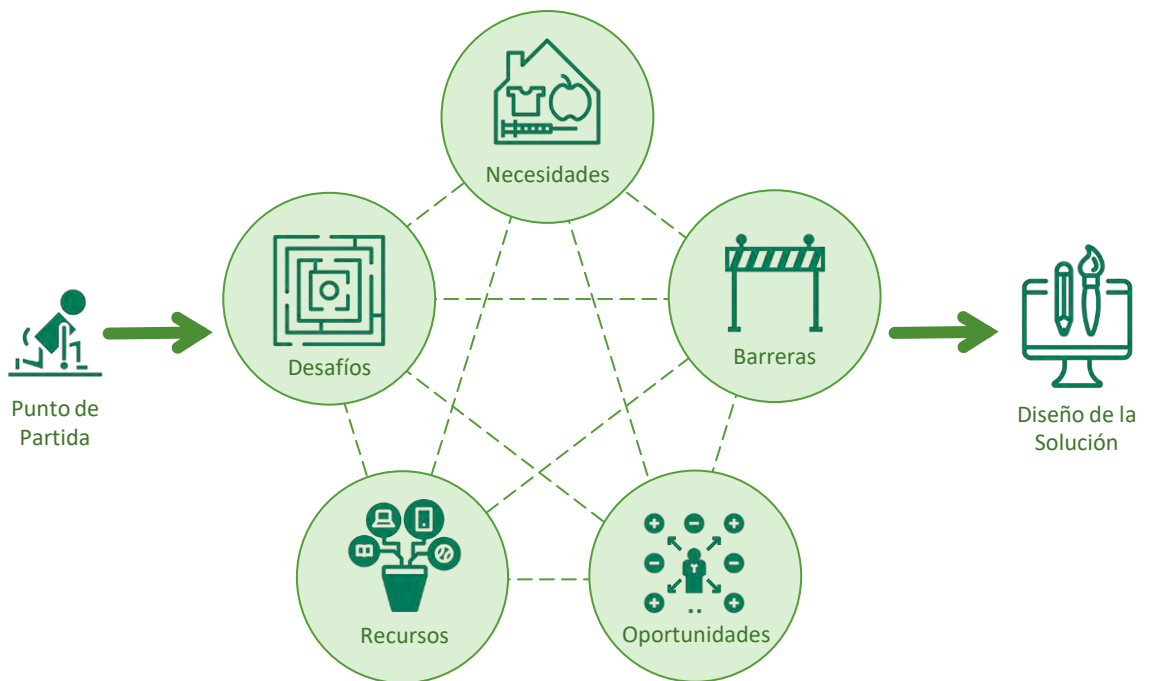 Necesidades
Desafíos
Barreras
Punto de
Partida
Diseño de la
Solución
Recursos
Oportunidades